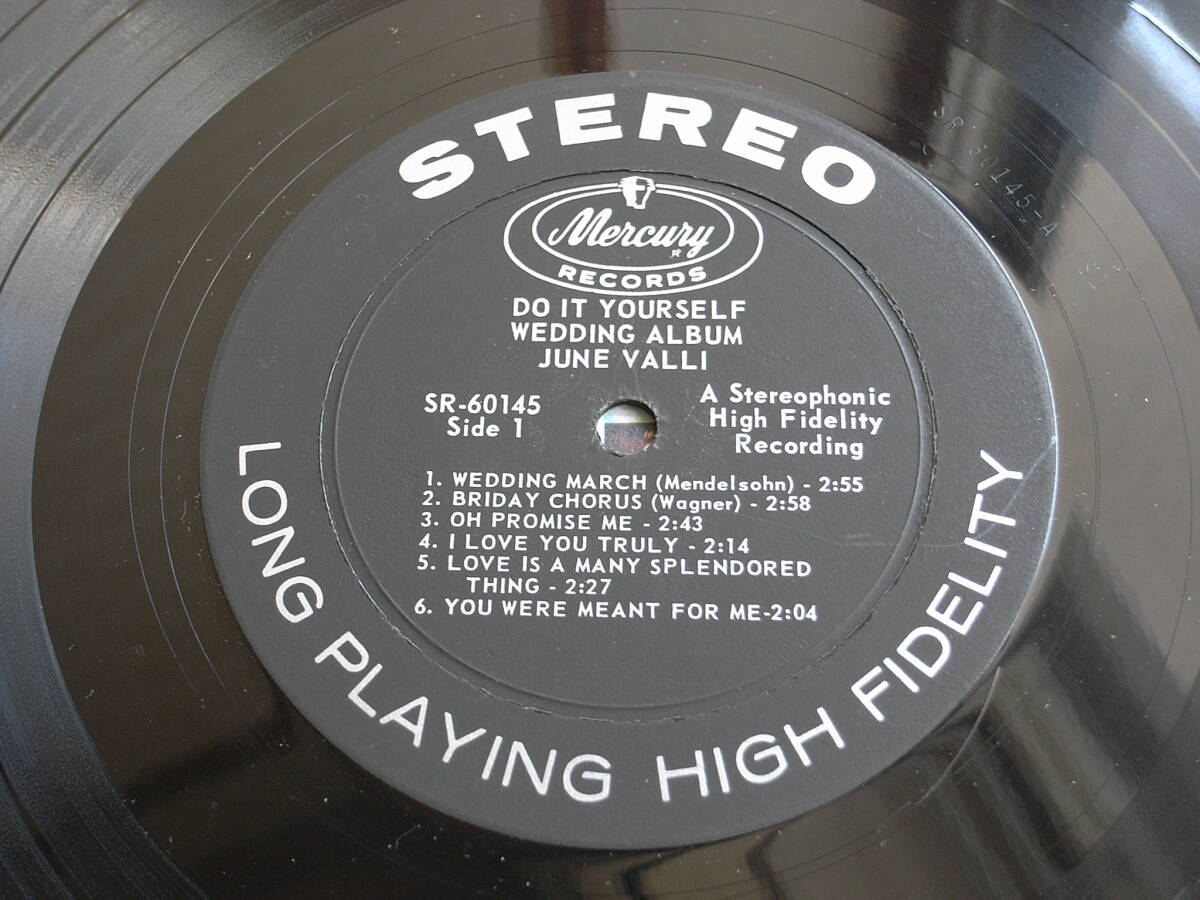 STEREO
Mercury
RECORDS
DO IT YOURSELF
WEDDING ALBUM
JUNE VALLI
SR-60145
Side 1
A Stereophonic
High Fidelity
Recording
1. WEDDING MARCH (Mendelsohn) - 2:55
2. BRIDAY CHORUS (Wagner) - 2:58
3. OH PROMISE ME - 2:43
4. I LOVE YOU TRULY - 2:14
5. LOVE IS A MANY SPLENDORED
THING - 2:27
6. YOU WERE MEANT FOR ME-2:04
LONG PLAYING HIGH FIDELITY
SR 60145-A